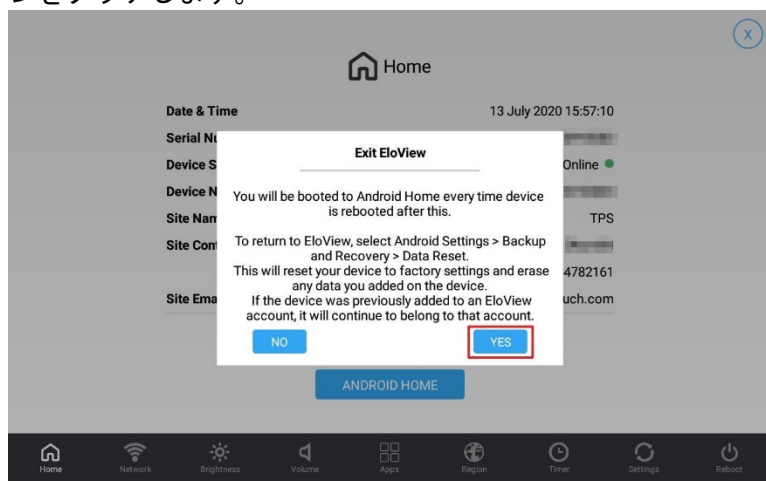 ンをクリックします。
X
Home
Date & Time 13 July 2020 15:57:10
Serial Nu
Exit EloView
Device S Online
Device N
You will be booted to Android Home every time device
is rebooted after this.
Site Nam TPS
To return to EloView, select Android Settings > Backup
and Recovery > Data Reset.
Site Con
This will reset your device to factory settings and erase
any data you added on the device.
4782161
If the device was previously added to an EloView
account, it will continue to belong to that account.
Site Ema uch.com
NO YES
ANDROID HOME
Home Network Brightness Volume Apps Region Timer Settings Reboot